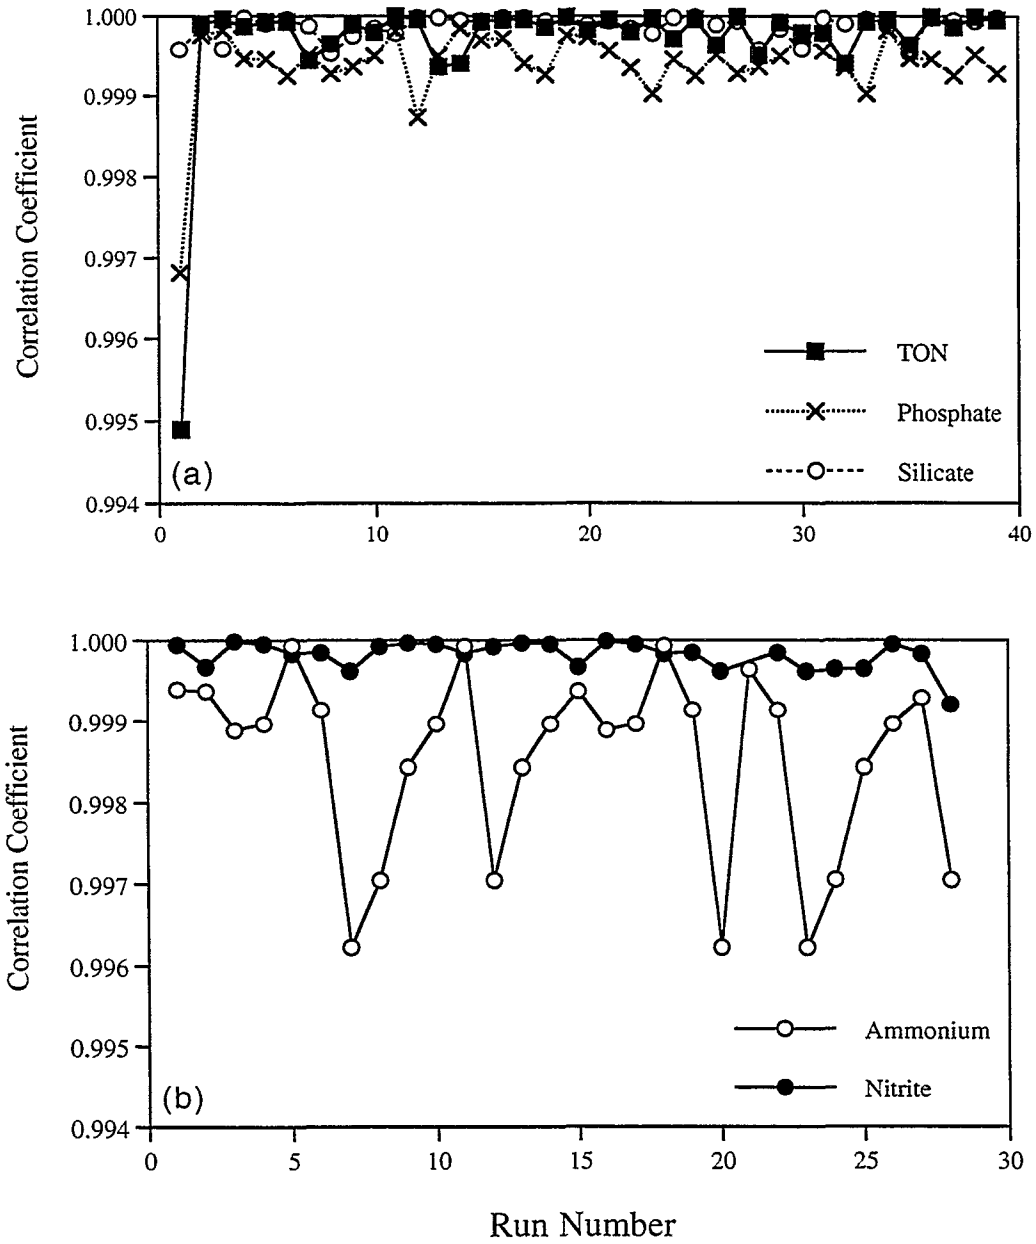 1.000
0.999
0.998
0.997
0.996
0.995
0.994
Correlation Coefficient
TON
Phosphate
Silicate
(a)
0 10 20 30 40
1.000
0.999
0.998
0.997
0.996
0.995
0.994
Correlation Coefficient
Ammonium
Nitrite
(b)
0 5 10 15 20 25 30
Run Number